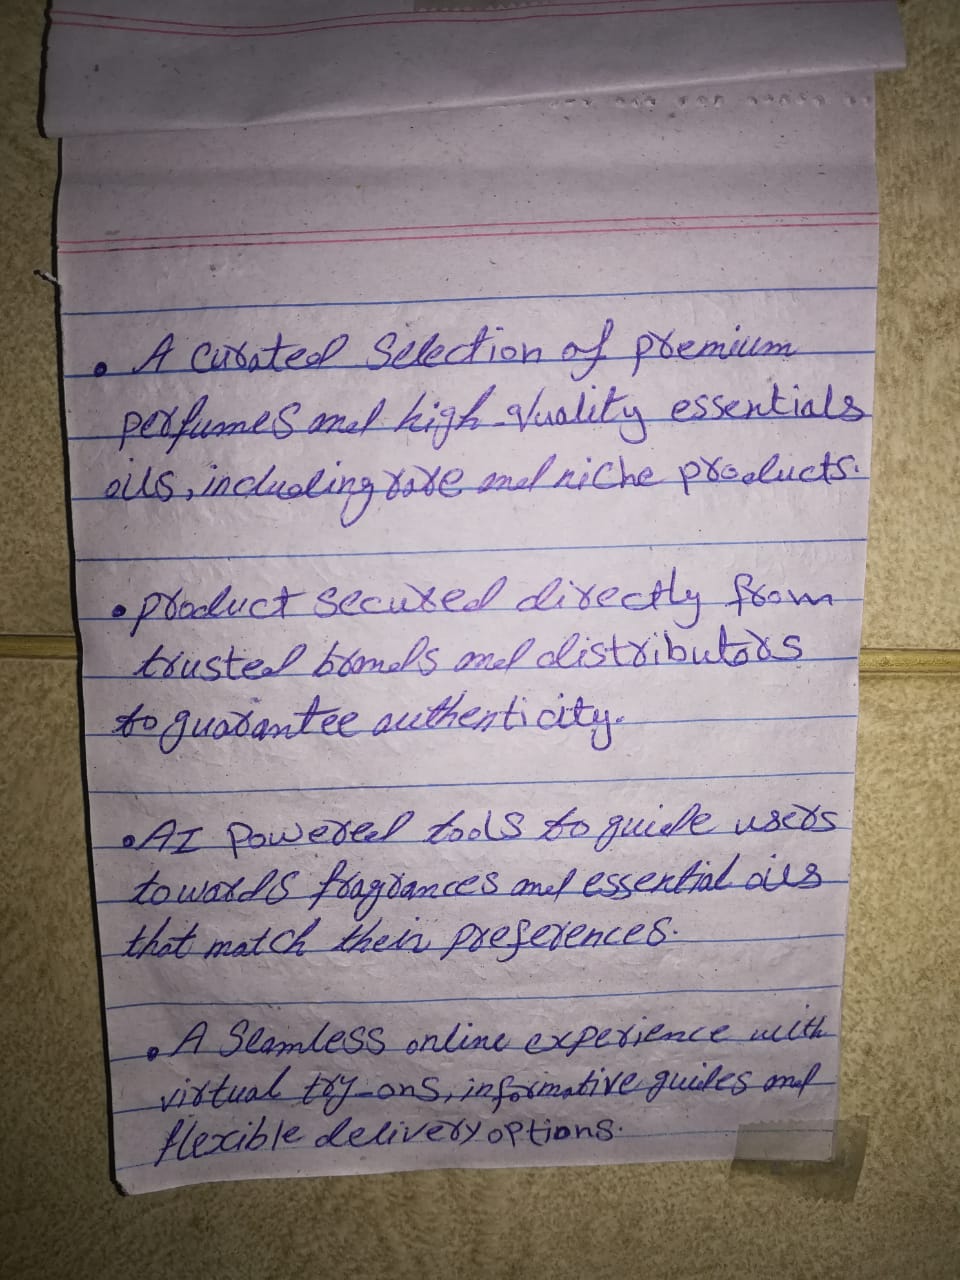 • A curated Selection of premium
perfumes and high-quality essentials
oils, including rare and niche products.
• product secured directly from
trusted brands and distributors
to guarantee authenticity.
• AI powered tools to guide users
towards fragrances and essential oils
that match their preferences.
• A Seamless online experience with
virtual try-ons, informative guides and
flexible delivery options.